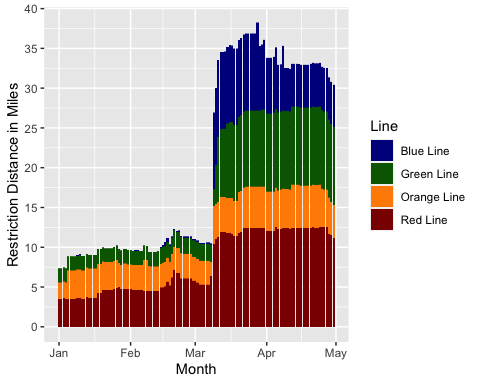 40
35
30
25
20
15
10
5
0
Restriction Distance in Miles
Jan Feb Mar Apr May
Month
Line
Blue Line
Green Line
Orange Line
Red Line